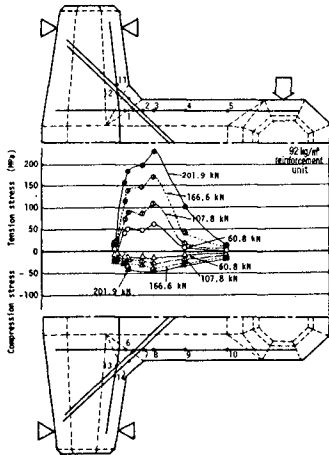 11
12
1
2
3
4
5
92 kg/m³
reinforcement
unit
Tension stress (MPa)
200
150
100
50
0
Compression stress
- 50
-100
201.9 kN
166.6 kN
107.8 kN
60.8 kN
60.8 kN
107.8 kN
166.6 kN
201.9 kN
6
7
8
9
10
13
14